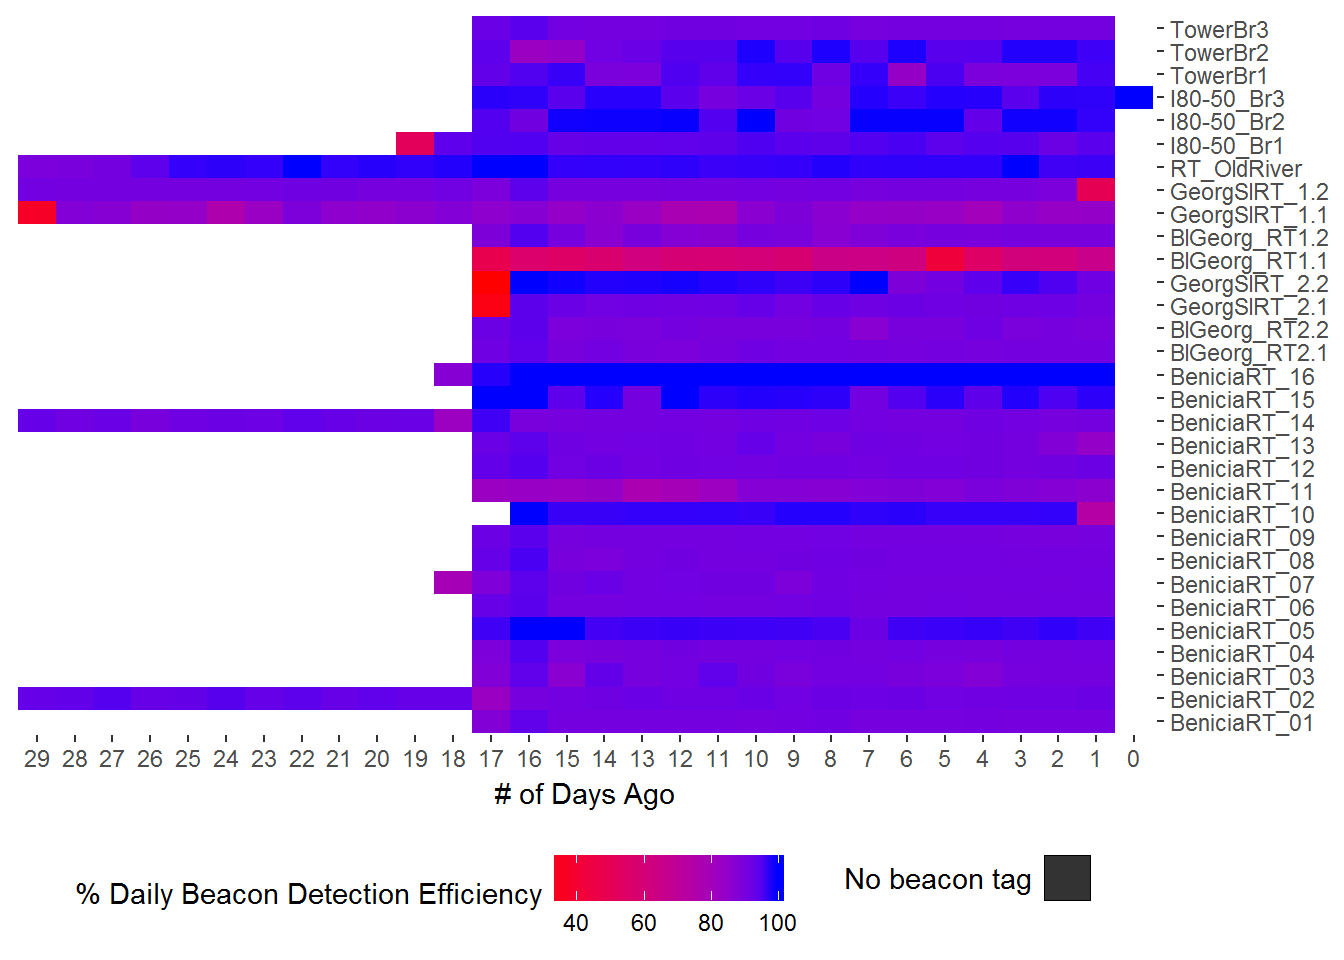 TowerBr3
TowerBr2
TowerBr1
I80-50_Br3
I80-50_Br2
I80-50_Br1
RT_OldRiver
GeorgSlRT_1.2
GeorgSlRT_1.1
BlGeorg_RT1.2
BlGeorg_RT1.1
GeorgSlRT_2.2
GeorgSlRT_2.1
BlGeorg_RT2.2
BlGeorg_RT2.1
BeniciaRT_16
BeniciaRT_15
BeniciaRT_14
BeniciaRT_13
BeniciaRT_12
BeniciaRT_11
BeniciaRT_10
BeniciaRT_09
BeniciaRT_08
BeniciaRT_07
BeniciaRT_06
BeniciaRT_05
BeniciaRT_04
BeniciaRT_03
BeniciaRT_02
BeniciaRT_01
29 28 27 26 25 24 23 22 21 20 19 18 17 16 15 14 13 12 11 10 9 8 7 6 5 4 3 2 1 0
# of Days Ago
% Daily Beacon Detection Efficiency
40 60 80 100
No beacon tag